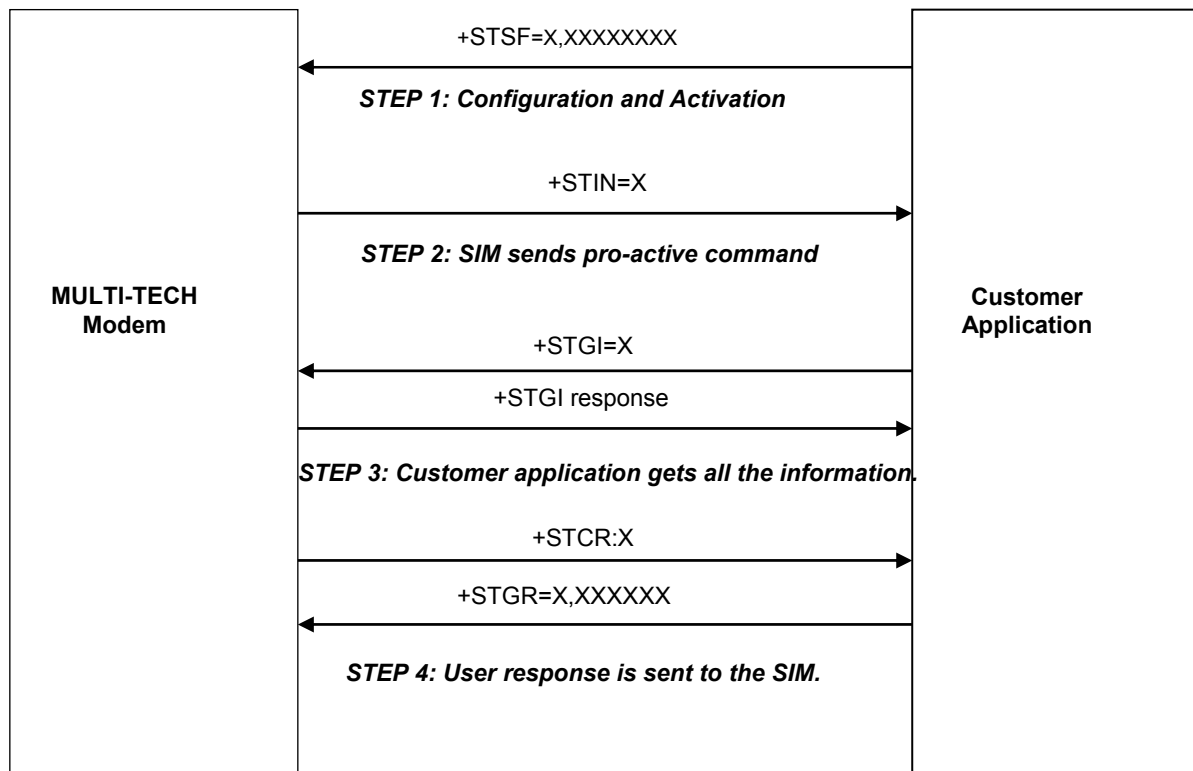 +STSF=X,XXXXXXXX
STEP 1: Configuration and Activation
+STIN=X
STEP 2: SIM sends pro-active command
MULTI-TECH
Modem
Customer
Application
+STGI=X
+STGI response
STEP 3: Customer application gets all the information.
+STCR:X
+STGR=X,XXXXXX
STEP 4: User response is sent to the SIM.